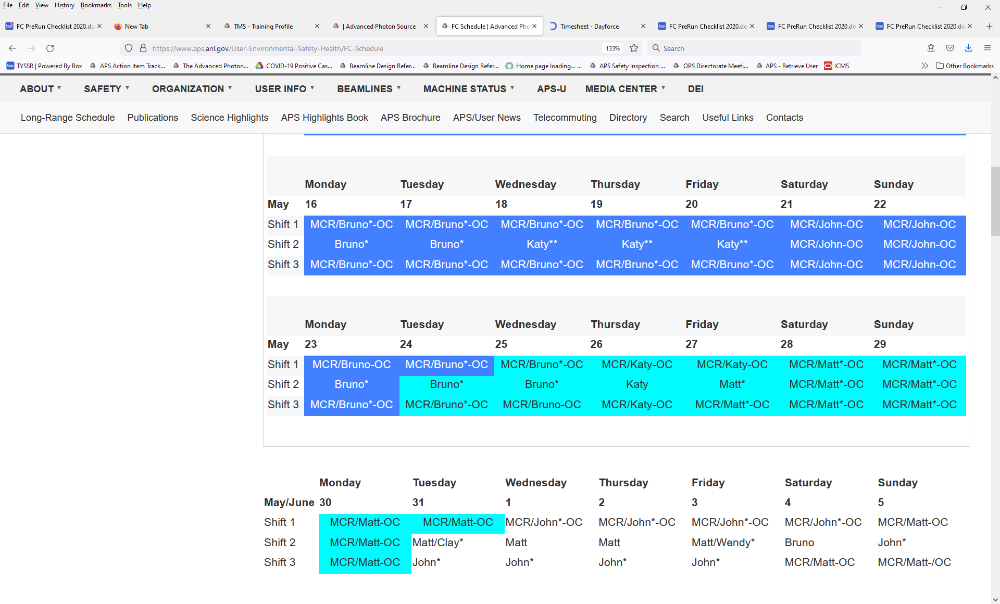 File Edit View History Bookmarks Tools Help
FC PreRun Checklist 2020.do
New Tab
TMS - Training Profile
| Advanced Photon Source
FC Schedule | Advanced Pho
Timesheet - Dayforce
FC PreRun Checklist 2020.do
FC PreRun Checklist 2020.do
FC PreRun Checklist 2020.do
https://www.aps.anl.gov/User-Environmental-Safety-Health/FC-Schedule 133% Search
TYSSR | Powered By Box APS Action Item Track... The Advanced Photon... COVID-19 Positive Cas... Beamline Design Refer... Beamline Design Refer... Home page loading... ... APS Safety Inspection ... OPS Directorate Meeti... APS - Retrieve User ICMS Other Bookmarks
ABOUT SAFETY ORGANIZATION USER INFO BEAMLINES MACHINE STATUS APS-U MEDIA CENTER DEI
Long-Range Schedule Publications Science Highlights APS Highlights Book APS Brochure APS/User News Telecommuting Directory Search Useful Links Contacts
Monday Tuesday Wednesday Thursday Friday Saturday Sunday
May 16 17 18 19 20 21 22
Shift 1 MCR/Bruno*-OC MCR/Bruno*-OC MCR/Bruno*-OC MCR/Bruno*-OC MCR/Bruno*-OC MCR/John-OC MCR/John-OC
Shift 2 Bruno* Bruno* Katy** Katy** Katy** MCR/John-OC MCR/John-OC
Shift 3 MCR/Bruno*-OC MCR/Bruno*-OC MCR/Bruno*-OC MCR/Bruno*-OC MCR/Bruno*-OC MCR/John-OC MCR/John-OC
Monday Tuesday Wednesday Thursday Friday Saturday Sunday
May 23 24 25 26 27 28 29
Shift 1 MCR/Bruno-OC MCR/Bruno*-OC MCR/Bruno*-OC MCR/Katy-OC MCR/Katy-OC MCR/Matt*-OC MCR/Matt*-OC
Shift 2 Bruno* Bruno* Bruno* Katy Matt* MCR/Matt*-OC MCR/Matt*-OC
Shift 3 MCR/Bruno*-OC MCR/Bruno*-OC MCR/Bruno-OC MCR/Katy-OC MCR/Matt*-OC MCR/Matt*-OC MCR/Matt*-OC
Monday Tuesday Wednesday Thursday Friday Saturday Sunday
May/June 30 31 1 2 3 4 5
Shift 1 MCR/Matt-OC MCR/Matt-OC MCR/John*-OC MCR/John*-OC MCR/John*-OC MCR/John*-OC MCR/Matt-OC
Shift 2 MCR/Matt-OC Matt/Clay* Matt Matt Matt/Wendy* Bruno John*
Shift 3 MCR/Matt-OC John* John* John* John* MCR/Matt-OC MCR/Matt-/OC